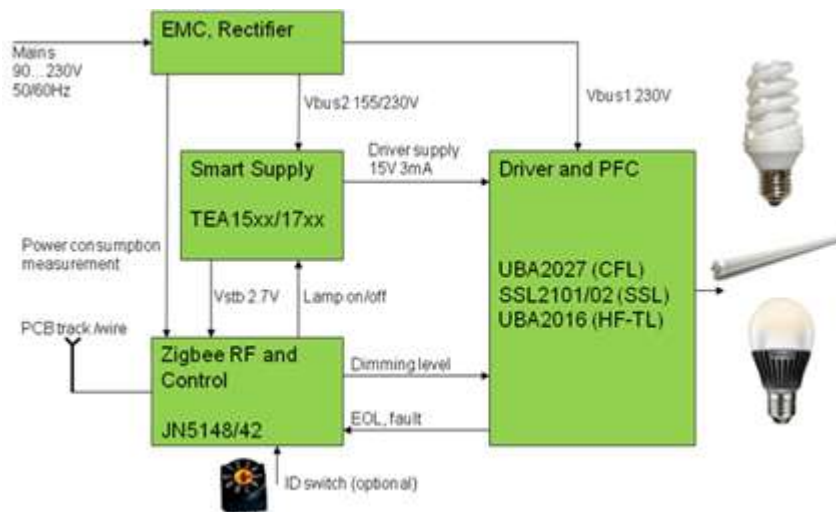 EMC, Rectifier
Mains
90...230V
50/60Hz
Vbus2 155/230V
Vbus1 230V
Smart Supply
TEA15xx/17xx
Driver supply
15V 3mA
Driver and PFC
UBA2027 (CFL)
SSL2101/02 (SSL)
UBA2016 (HF-TL)
Power consumption
measurement
Vstb 2.7V
Lamp on/off
PCB track/wire
Zigbee RF and
Control
JN5148/42
Dimming level
EOL, fault
ID switch (optional)